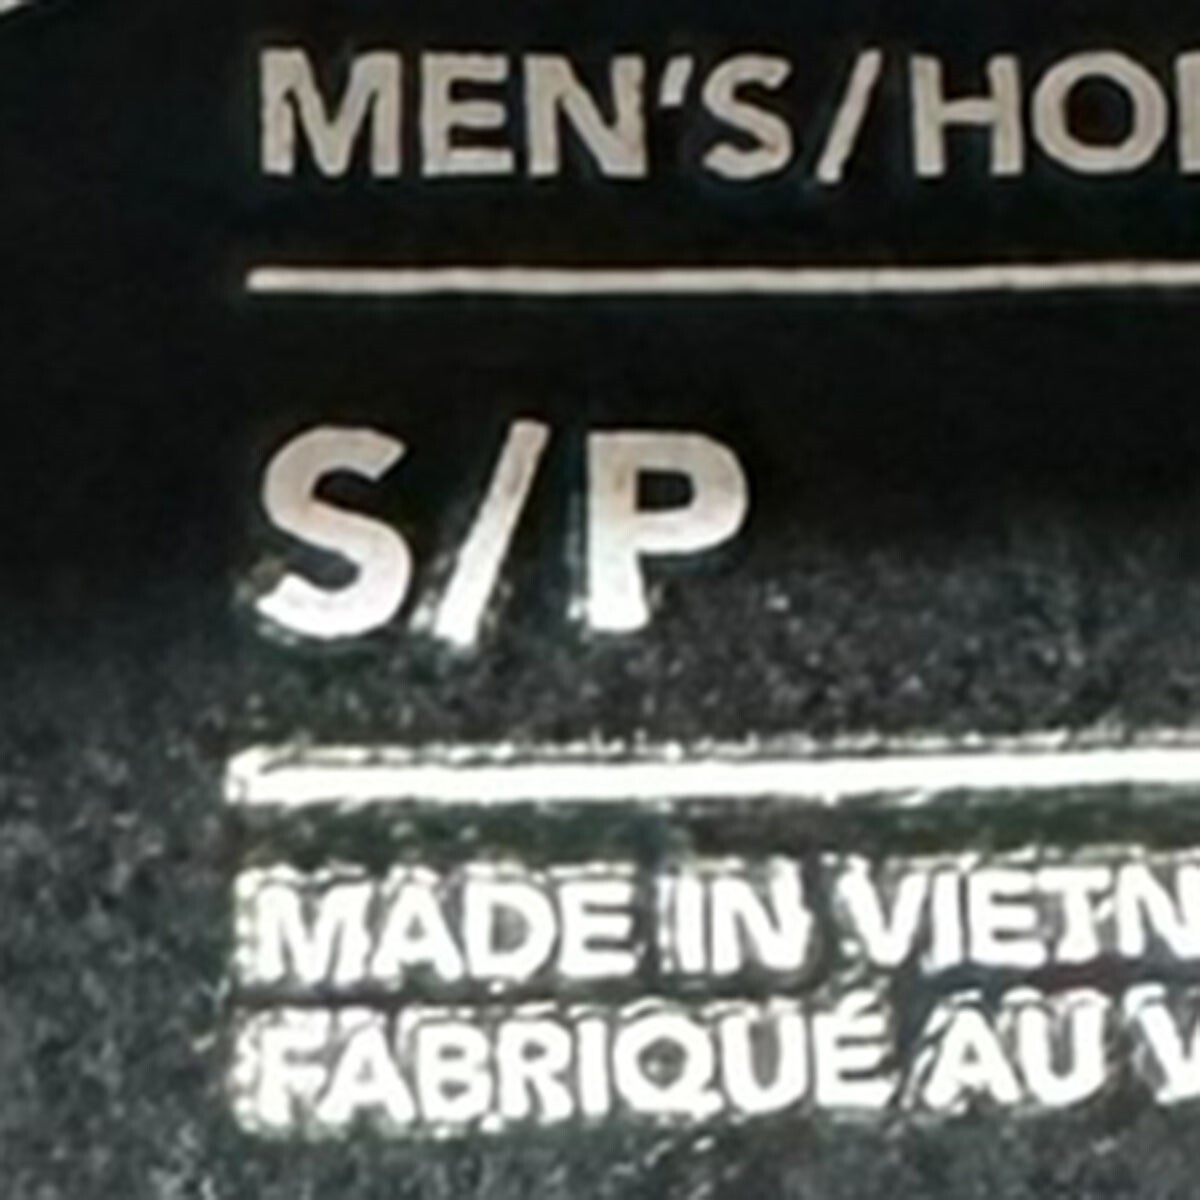 MEN'S/HO
S/P
MADE IN VIETN
FABRIQUÉ AU V